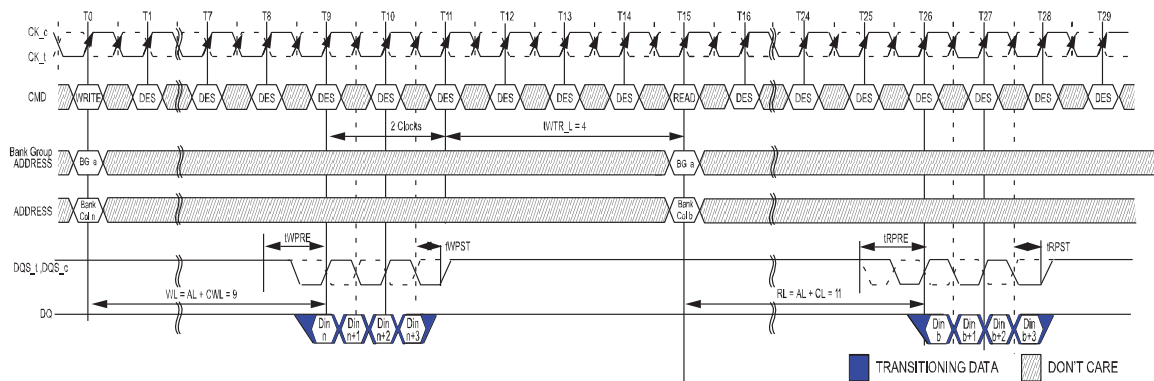 T0 T1 T7 T8 T9 T10 T11 T12 T13 T14 T15 T16 T24 T25 T26 T27 T28 T29
CK_c
CK_t
CMD WRITE DES DES DES DES DES DES DES DES DES READ DES DES DES DES DES DES DES
2 Clocks tWTR_L = 4
Bank Group
ADDRESS BG a BG a
ADDRESS Bank Col n Bank Col b
tWPRE tWPST tRPRE tRPST
DQS_t ,DQS_c
WL = AL + CWL = 9 RL = AL + CL = 11
DQ Din n Din n+1 Din n+2 Din n+3 Din b Din b+1 Din b+2 Din b+3
TRANSITIONING DATA DON'T CARE